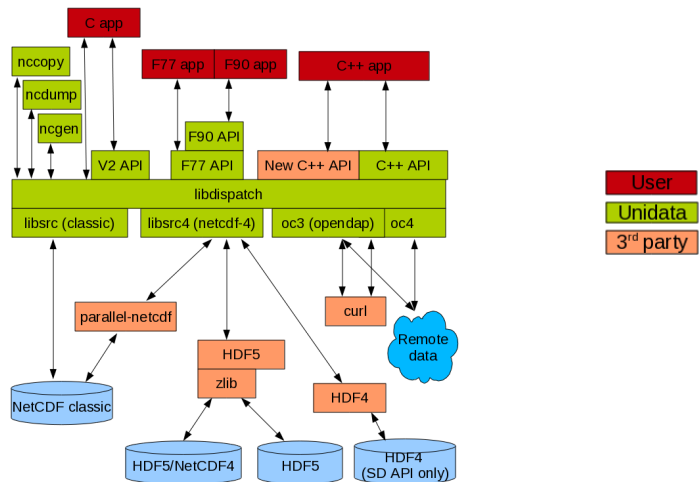 C app
nccopy
F77 app
F90 app
C++ app
ncdump
ncgen
F90 API
V2 API
F77 API
New C++ API
C++ API
libdispatch
libsrc (classic)
libsrc4 (netcdf-4)
oc3 (opendap)
oc4
User
Unidata
3rd party
parallel-netcdf
curl
Remote
data
HDF5
zlib
HDF4
NetCDF classic
HDF5/NetCDF4
HDF5
HDF4
(SD API only)